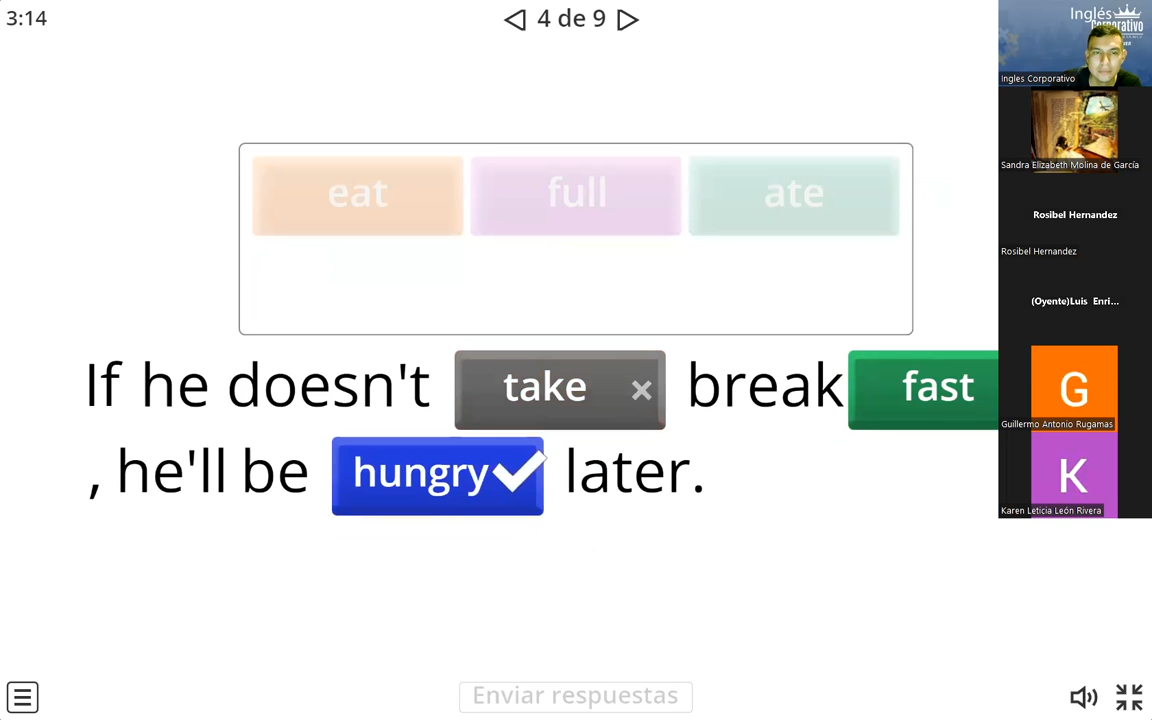 3:14
4 de 9
Inglés
Corporativo
Ingles Corporativo
eat full ate
Sandra Elizabeth Molina de García
Rosibel Hernandez
Rosibel Hernandez
(Oyente)Luis Enri...
If he doesn't take × break fast
, he'll be hungry later.
G
Guillermo Antonio Rugamas
K
Karen Leticia León Rivera
Enviar respuestas